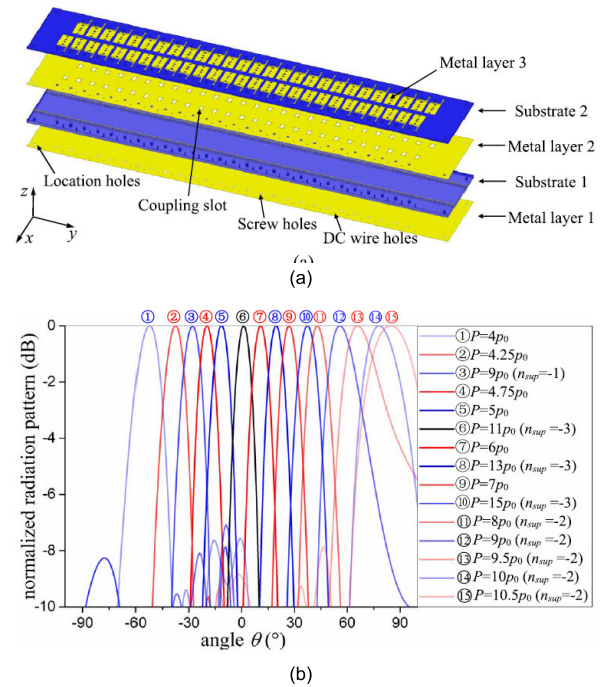 Metal layer 3
Substrate 2
Metal layer 2
Substrate 1
Metal layer 1
Location holes
Coupling slot
Screw holes
DC wire holes
z
x
y
(a)
(a)
① ② ③ ④ ⑤ ⑥ ⑦ ⑧ ⑨ ⑩ ⑪ ⑫ ⑬ ⑭ ⑮
normalized radiation pattern (dB)
0
-2
-4
-6
-8
-10
-90 -60 -30 0 30 60 90
angle θ (°)
①P=4p0
②P=4.25p0
③P=9p0 (nsup=-1)
④P=4.75p0
⑤P=5p0
⑥P=11p0 (nsup=-3)
⑦P=6p0
⑧P=13p0 (nsup=-3)
⑨P=7p0
⑩P=15p0 (nsup=-3)
⑪P=8p0 (nsup=-2)
⑫P=9p0 (nsup=-2)
⑬P=9.5p0 (nsup=-2)
⑭P=10p0 (nsup=-2)
⑮P=10.5p0 (nsup=-2)
(b)